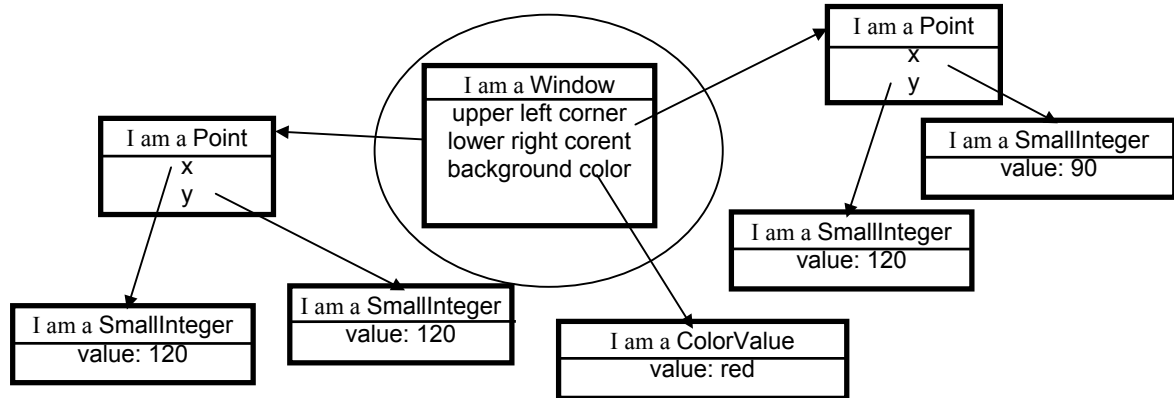 I am a Point
x
y
I am a Window
upper left corner
lower right corent
background color
I am a Point
x
y
I am a SmallInteger
value: 90
I am a SmallInteger
value: 120
I am a SmallInteger
value: 120
I am a SmallInteger
value: 120
I am a ColorValue
value: red